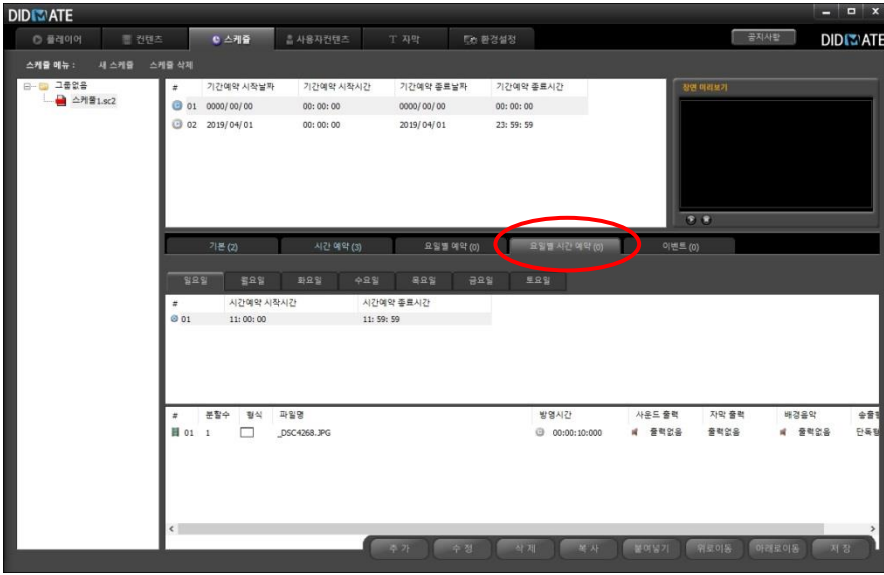 DIDMATE
플레이어 컨텐츠 스케줄 사용자컨텐츠 T 자막 환경설정 공지사항 DIDMATE
스케줄 메뉴 : 새 스케줄 스케줄 삭제
그룹없음
스케줄1.sc2
# 기간예약 시작날짜 기간예약 시작시간 기간예약 종료날짜 기간예약 종료시간
01 0000/00/00 00:00:00 0000/00/00 00:00:00
02 2019/04/01 00:00:00 2019/04/01 23:59:59
장면 미리보기
기본 (2) 시간 예약 (3) 요일별 예약 (0) 요일별 시간 예약 (0) 이벤트 (0)
일요일 월요일 화요일 수요일 목요일 금요일 토요일
# 시간예약 시작시간 시간예약 종료시간
01 11:00:00 11:59:59
# 분할수 형식 파일명 방영시간 사운드 출력 자막 출력 배경음악 송출형
01 1 _DSC4268.JPG 00:00:10:000 출력없음 출력없음 출력없음 단독형
추가 수정 삭제 복사 붙여넣기 위로이동 아래로이동 저장